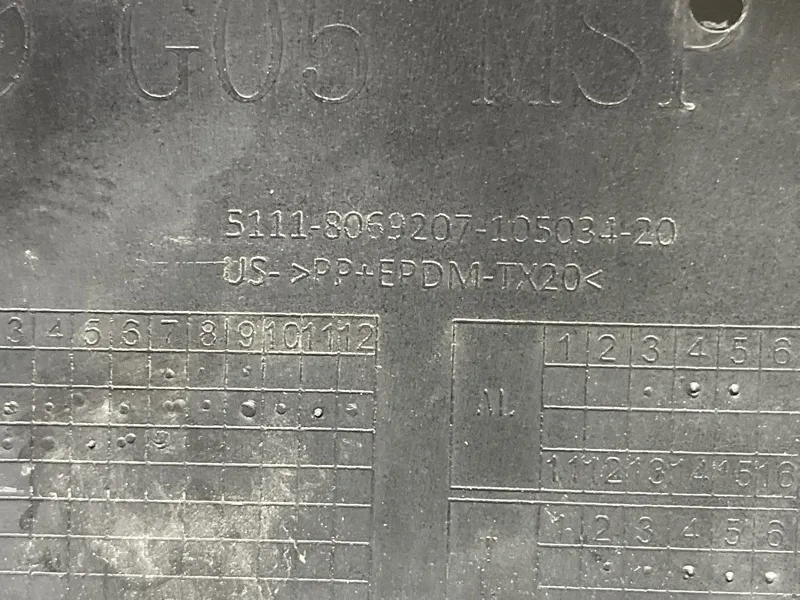 G05 MSP
5111-8069207-105034-20
US- >PP+EPDM-TX20<
3 4 5 6 7 8 9 10 11 12
AL 1 2 3 4 5 6
11 12 13 14 15 16
1 2 3 4 5 6